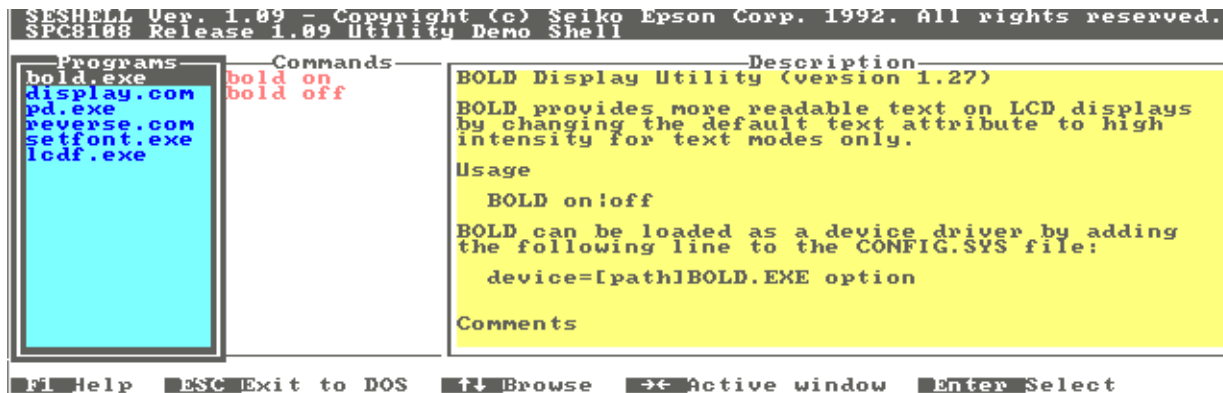 SESHELL Ver. 1.09 - Copyright (c) Seiko Epson Corp. 1992. All rights reserved.
SPC8108 Release 1.09 Utility Demo Shell
Programs
bold.exe
display.com
pd.exe
reverse.com
setfont.exe
lcdf.exe
Commands
bold on
bold off
Description
BOLD Display Utility (version 1.27)
BOLD provides more readable text on LCD displays
by changing the default text attribute to high
intensity for text modes only.
Usage
BOLD on¦off
BOLD can be loaded as a device driver by adding
the following line to the CONFIG.SYS file:
device=[path]BOLD.EXE option
Comments
F1 Help ESC Exit to DOS ↑↓ Browse →← Active window Enter Select